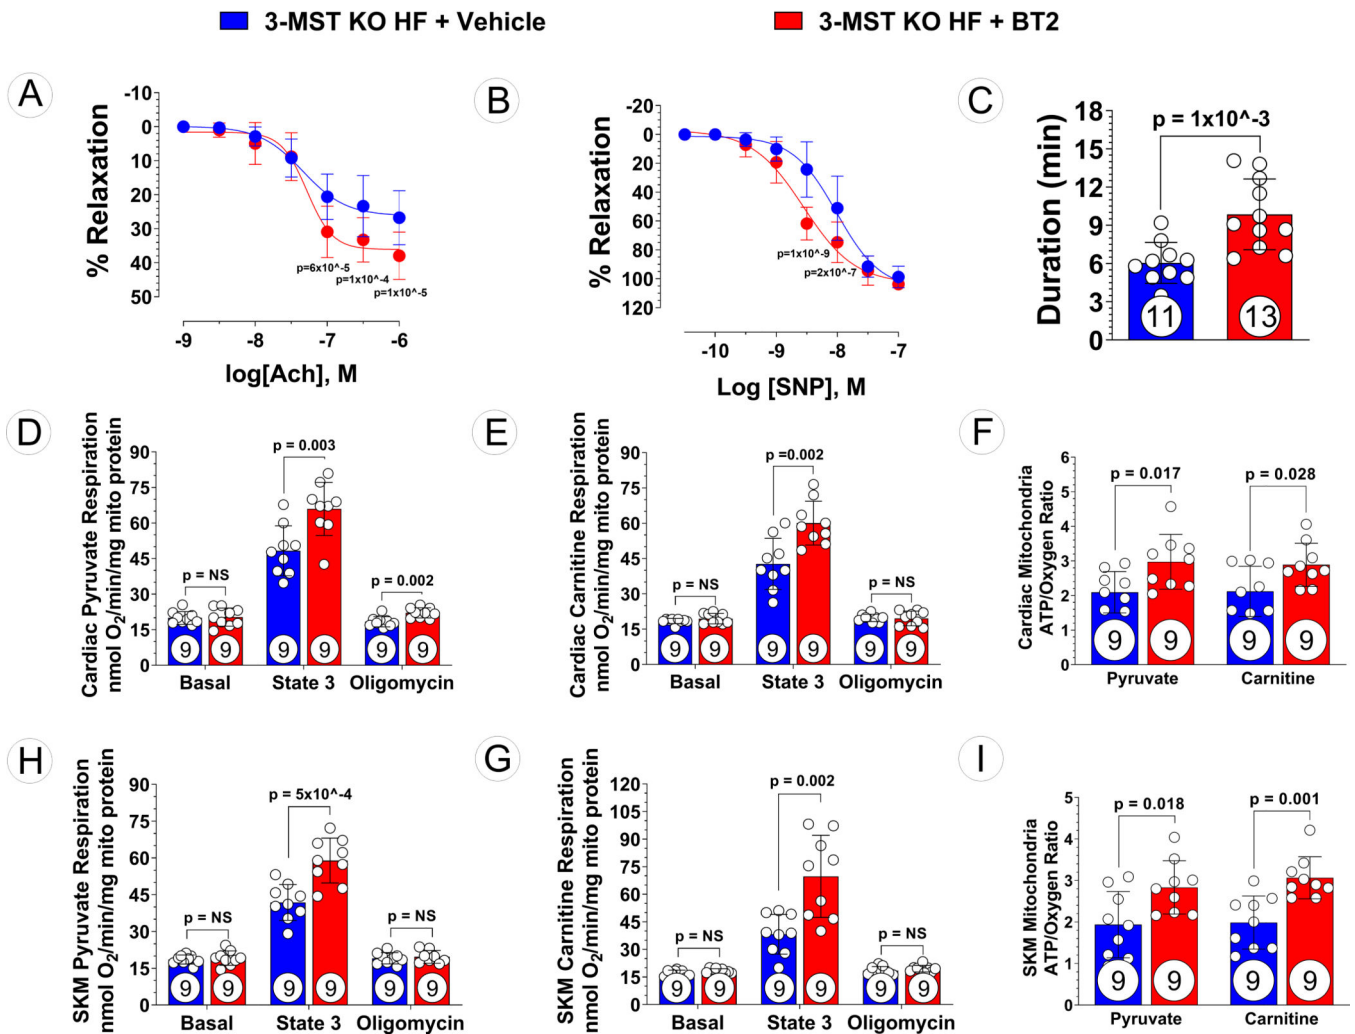 3-MST KO HF + Vehicle
3-MST KO HF + BT2
A
% Relaxation
-10
0
10
20
30
40
50
p=6x10^-5
p=1x10^-4
p=1x10^-5
-9
-8
-7
-6
log[Ach], M
B
% Relaxation
-20
0
20
40
60
80
100
120
p=1x10^-9
p=2x10^-7
-10
-9
-8
-7
Log [SNP], M
C
Duration (min)
18
15
12
9
6
3
0
p = 1x10^-3
11
13
D
Cardiac Pyruvate Respiration
nmol O2/min/mg mito protein
90
75
60
45
30
15
0
p = NS
p = 0.003
p = 0.002
9
9
9
9
9
9
Basal
State 3
Oligomycin
E
Cardiac Carnitine Respiration
nmol O2/min/mg mito protein
90
75
60
45
30
15
0
p = NS
p =0.002
p = NS
9
9
9
9
9
9
Basal
State 3
Oligomycin
F
Cardiac Mitochondria
ATP/Oxygen Ratio
6
5
4
3
2
1
0
p = 0.017
p = 0.028
9
9
9
9
Pyruvate
Carnitine
H
SKM Pyruvate Respiration
nmol O2/min/mg mito protein
90
75
60
45
30
15
0
p = NS
p = 5x10^-4
p = NS
9
9
9
9
9
9
Basal
State 3
Oligomycin
G
SKM Carnitine Respiration
nmol O2/min/mg mito protein
120
105
90
75
60
45
30
15
0
p = NS
p = 0.002
p = NS
9
9
9
9
9
9
Basal
State 3
Oligomycin
I
SKM Mitochondria
ATP/Oxygen Ratio
5
4
3
2
1
0
p = 0.018
p = 0.001
9
9
9
9
Pyruvate
Carnitine